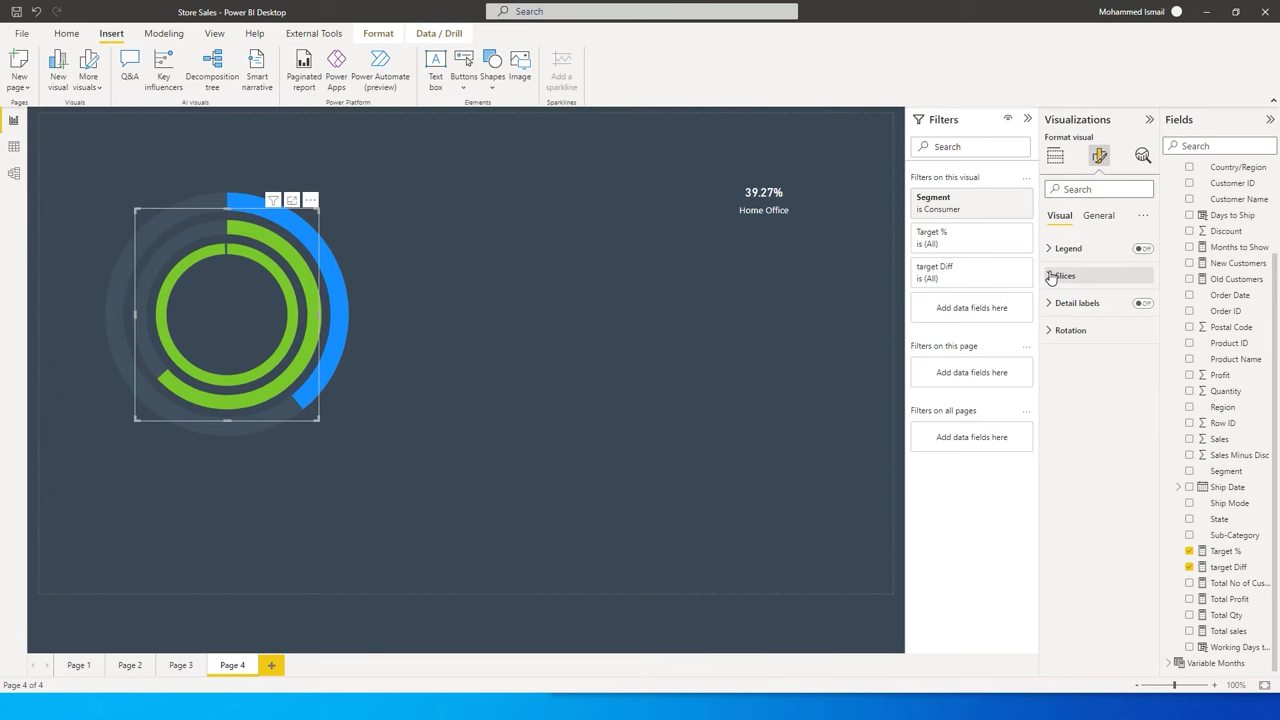 Store Sales - Power BI Desktop
Search
Mohammed Ismail
File
Home
Insert
Modeling
View
Help
External Tools
Format
Data / Drill
New page
New visual
More visuals
Q&A
Key influencers
Decomposition tree
Smart narrative
Paginated report
Power Apps
Power Automate (preview)
Text box
Buttons
Shapes
Image
Add a sparkline
Pages
Visuals
AI visuals
Power Platform
Elements
Sparklines
39.27%
Home Office
Filters
Search
Filters on this visual
Segment
is Consumer
Target %
is (All)
target Diff
is (All)
Add data fields here
Filters on this page
Add data fields here
Filters on all pages
Add data fields here
Visualizations
Format visual
Search
Visual
General
Legend
Off
Slices
Detail labels
Off
Rotation
Fields
Search
Country/Region
Customer ID
Customer Name
Days to Ship
Discount
Months to Show
New Customers
Old Customers
Order Date
Order ID
Postal Code
Product ID
Product Name
Profit
Quantity
Region
Row ID
Sales
Sales Minus Disc
Segment
Ship Date
Ship Mode
State
Sub-Category
Target %
target Diff
Total No of Cus...
Total Profit
Total Qty
Total sales
Working Days t...
Variable Months
Page 1
Page 2
Page 3
Page 4
Page 4 of 4
100%